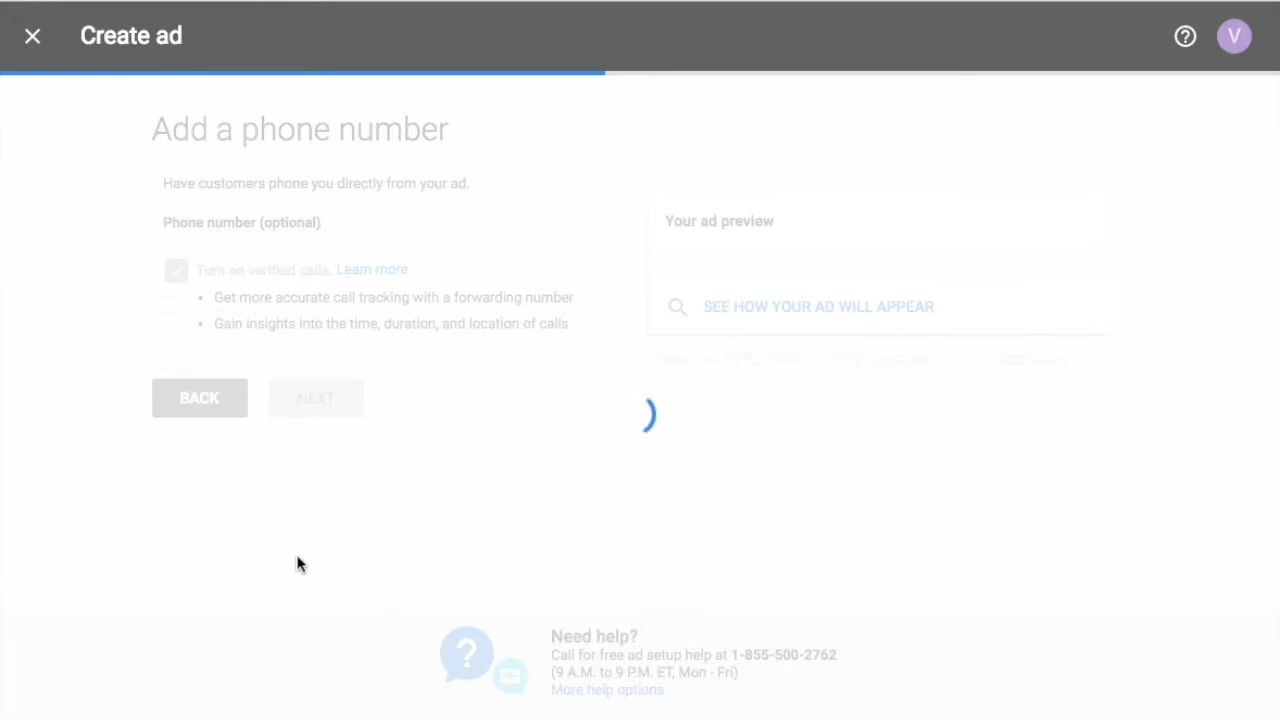 Create ad
V
Add a phone number
Have customers phone you directly from your ad.
Phone number (optional)
Your ad preview
Turn on verified calls. Learn more
Get more accurate call tracking with a forwarding number
SEE HOW YOUR AD WILL APPEAR
Gain insights into the time, duration, and location of calls
BACK
NEXT
Need help?
Call for free ad setup help at 1-855-500-2762
(9 A.M. to 9 P.M. ET, Mon - Fri)
More help options